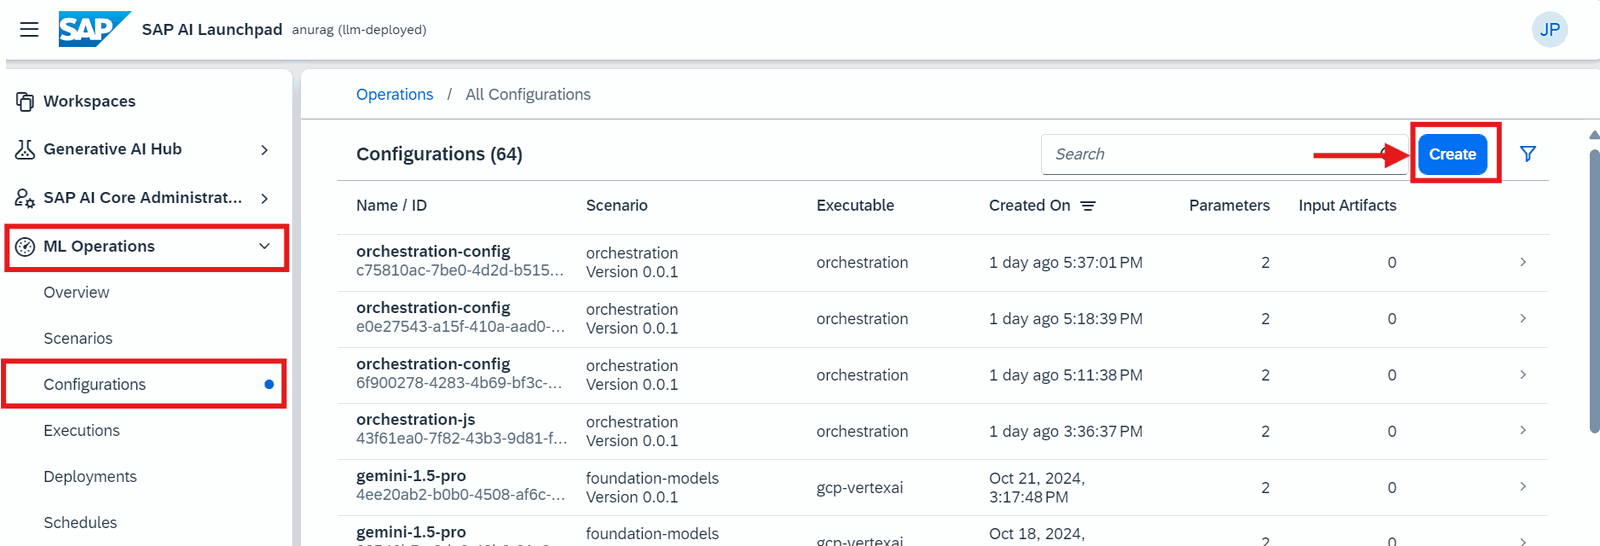 SAP SAP AI Launchpad anurag (llm-deployed) JP
Workspaces
Generative AI Hub
SAP AI Core Administrat...
ML Operations
Overview
Scenarios
Configurations
Executions
Deployments
Schedules
Operations / All Configurations
Configurations (64) Search Create
Name / ID Scenario Executable Created On Parameters Input Artifacts
orchestration-config
c75810ac-7be0-4d2d-b515...
orchestration
Version 0.0.1
orchestration 1 day ago 5:37:01 PM 2 0
orchestration-config
e0e27543-a15f-410a-aad0-...
orchestration
Version 0.0.1
orchestration 1 day ago 5:18:39 PM 2 0
orchestration-config
6f900278-4283-4b69-bf3c-...
orchestration
Version 0.0.1
orchestration 1 day ago 5:11:38 PM 2 0
orchestration-js
43f61ea0-7f82-43b3-9d81-f...
orchestration
Version 0.0.1
orchestration 1 day ago 3:36:37 PM 2 0
gemini-1.5-pro
4ee20ab2-b0b0-4508-af6c-...
foundation-models
Version 0.0.1
gcp-vertexai
Oct 21, 2024,
3:17:48 PM
2 0
gemini-1.5-pro
foundation-models
gcp-vertexai
Oct 18, 2024,
2 0